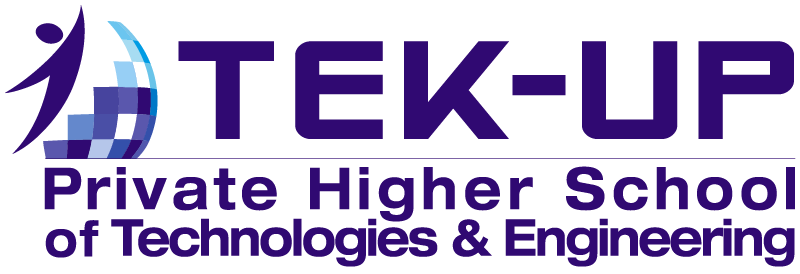 TEK-UP
Private Higher School
of Technologies & Engineering